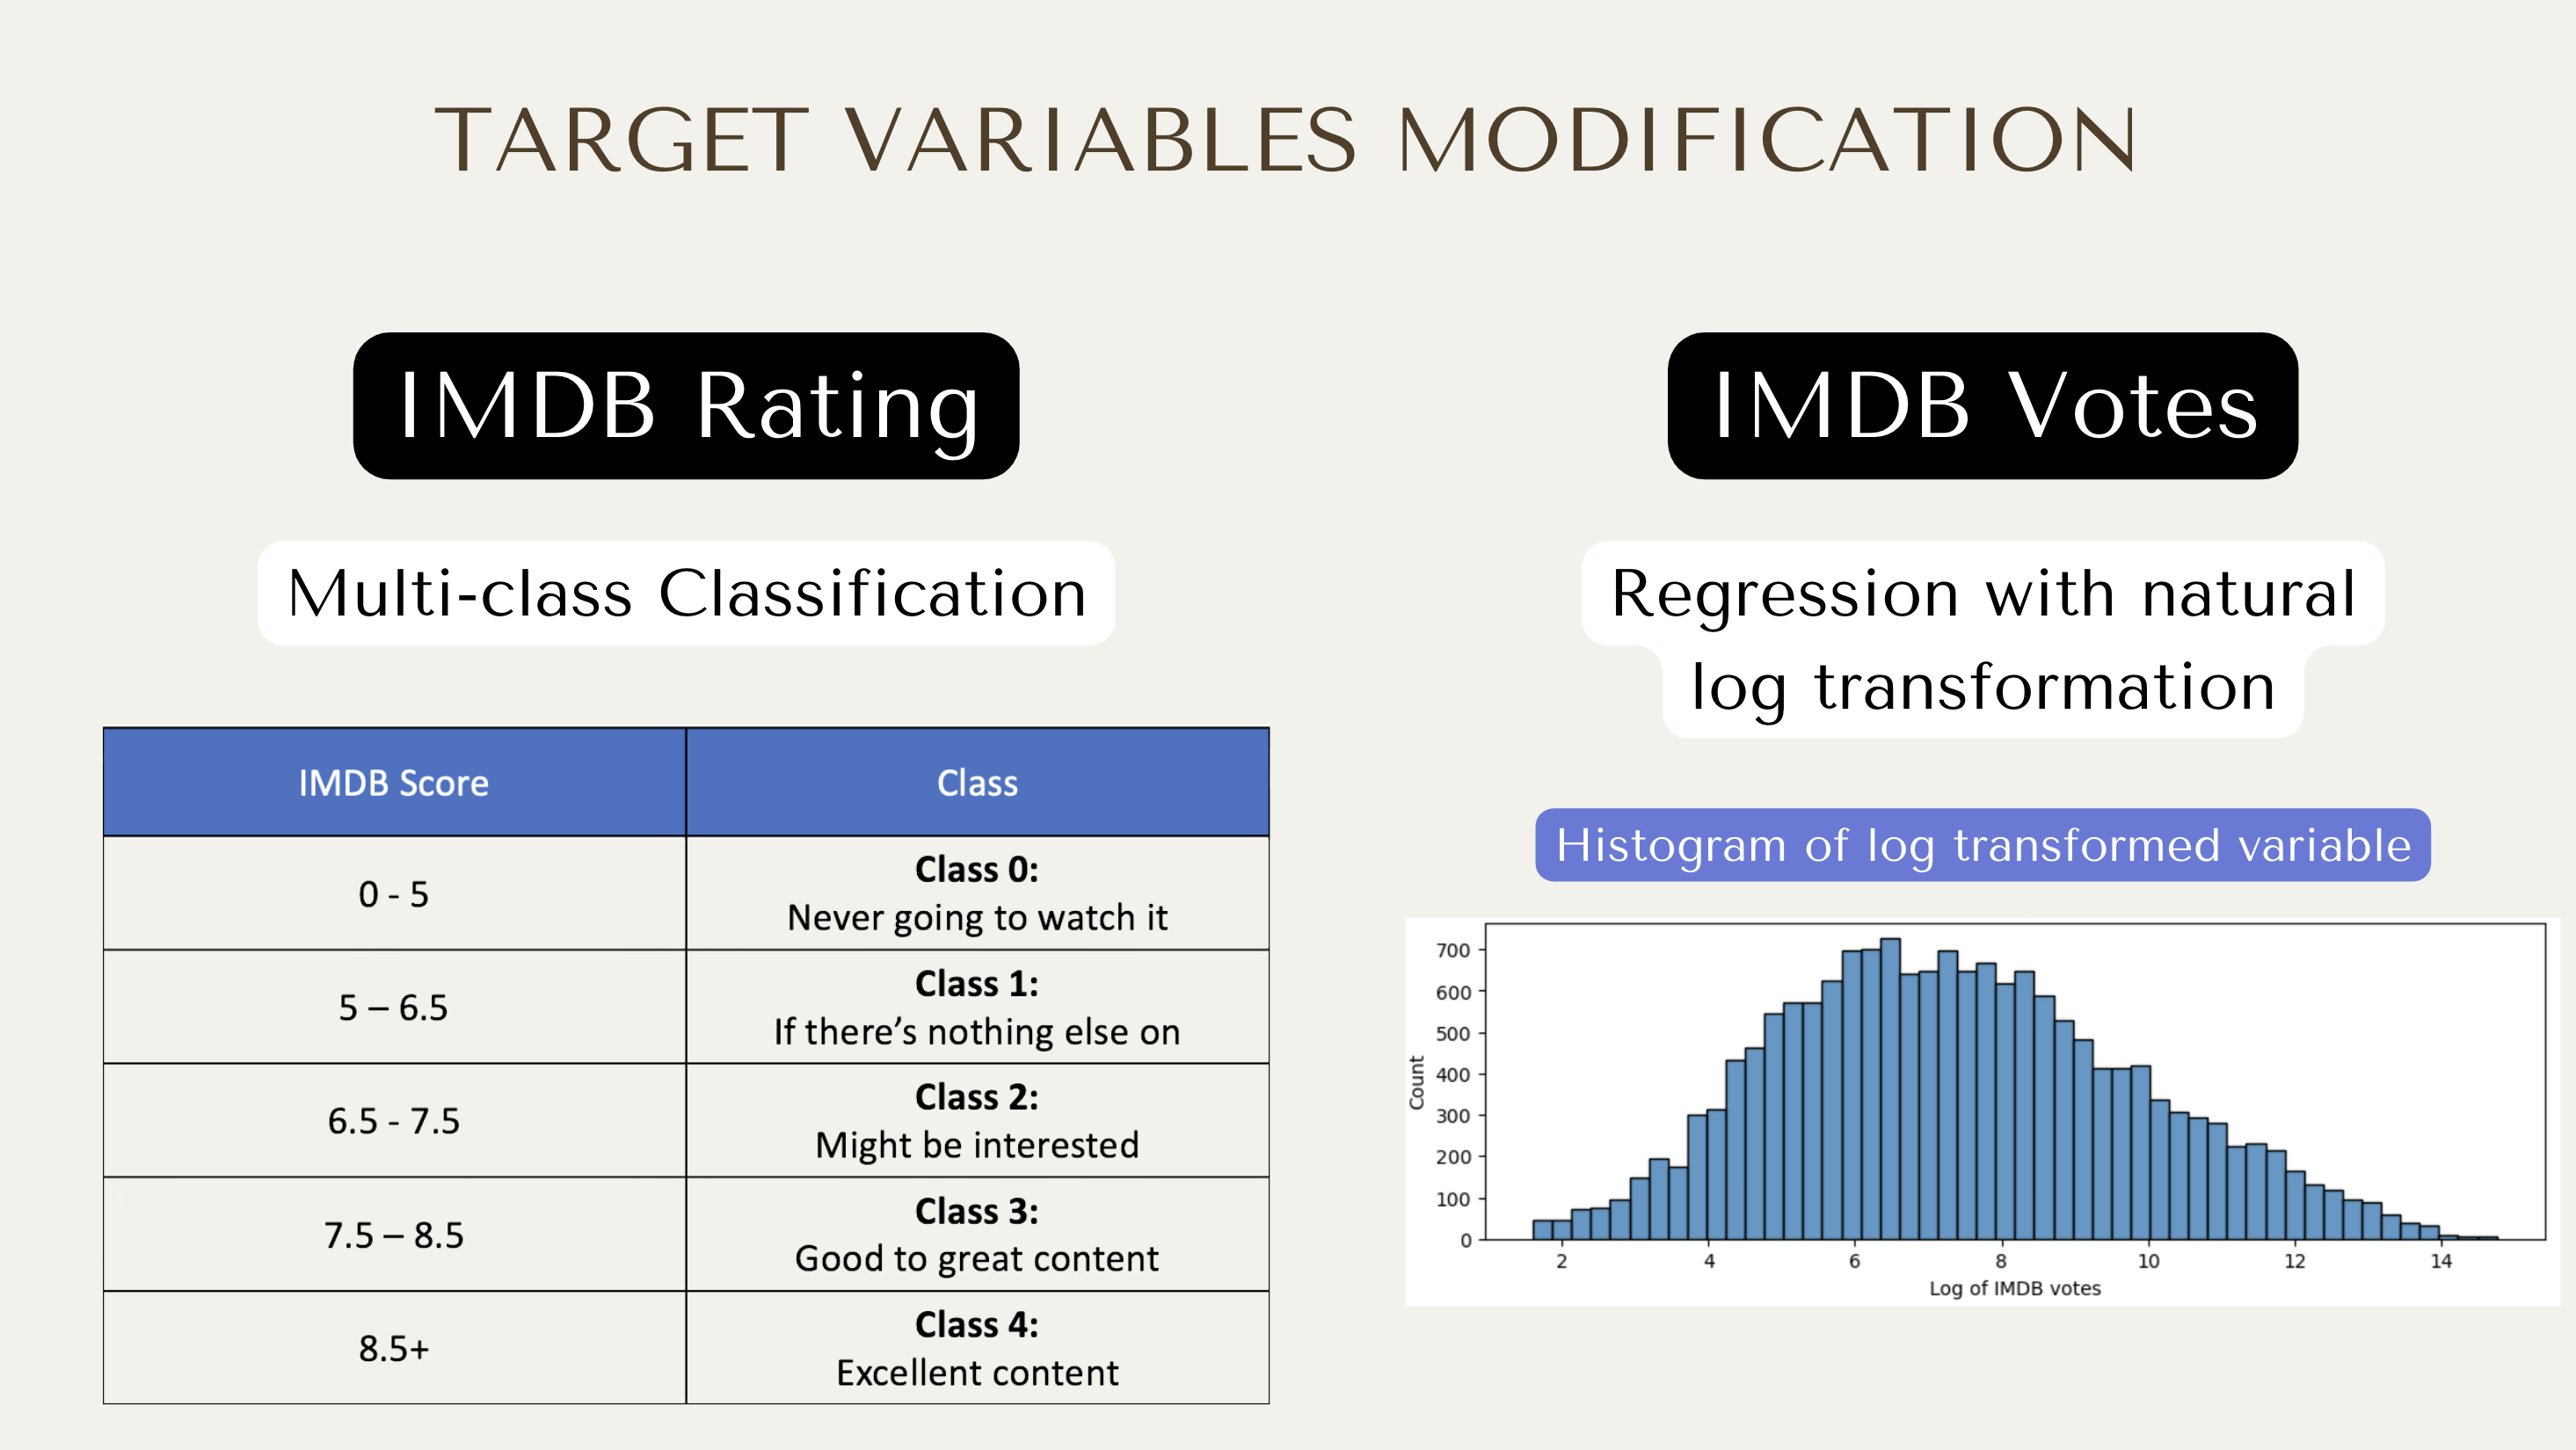 TARGET VARIABLES MODIFICATION
IMDB Rating
Multi-class Classification
IMDB Score Class
0 - 5
Class 0:
Never going to watch it
5 – 6.5
Class 1:
If there’s nothing else on
6.5 - 7.5
Class 2:
Might be interested
7.5 – 8.5
Class 3:
Good to great content
8.5+
Class 4:
Excellent content
IMDB Votes
Regression with natural
log transformation
Histogram of log transformed variable
Count
700
600
500
400
300
200
100
0
2 4 6 8 10 12 14
Log of IMDB votes